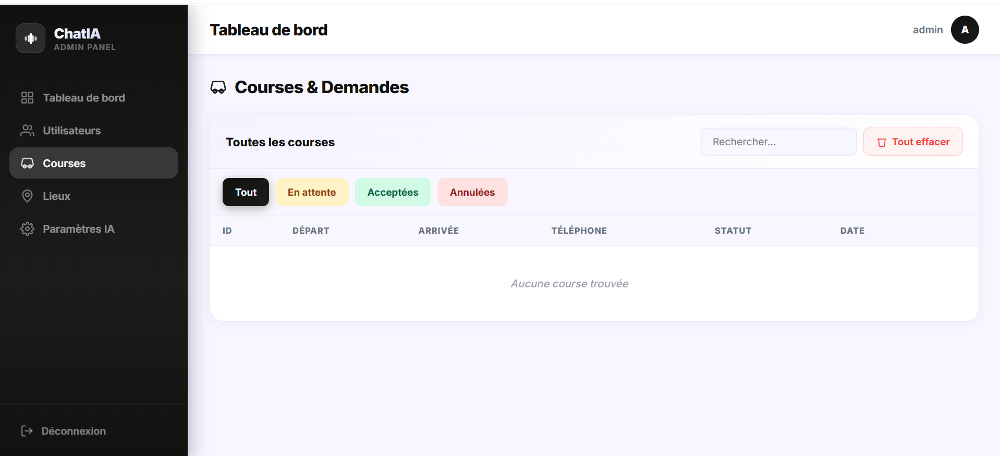 ChatIA
ADMIN PANEL
Tableau de bord
Utilisateurs
Courses
Lieux
Paramètres IA
Déconnexion
Tableau de bord
admin
A
Courses & Demandes
Toutes les courses
Rechercher...
Tout effacer
Tout
En attente
Acceptées
Annulées
ID DÉPART ARRIVÉE TÉLÉPHONE STATUT DATE
Aucune course trouvée